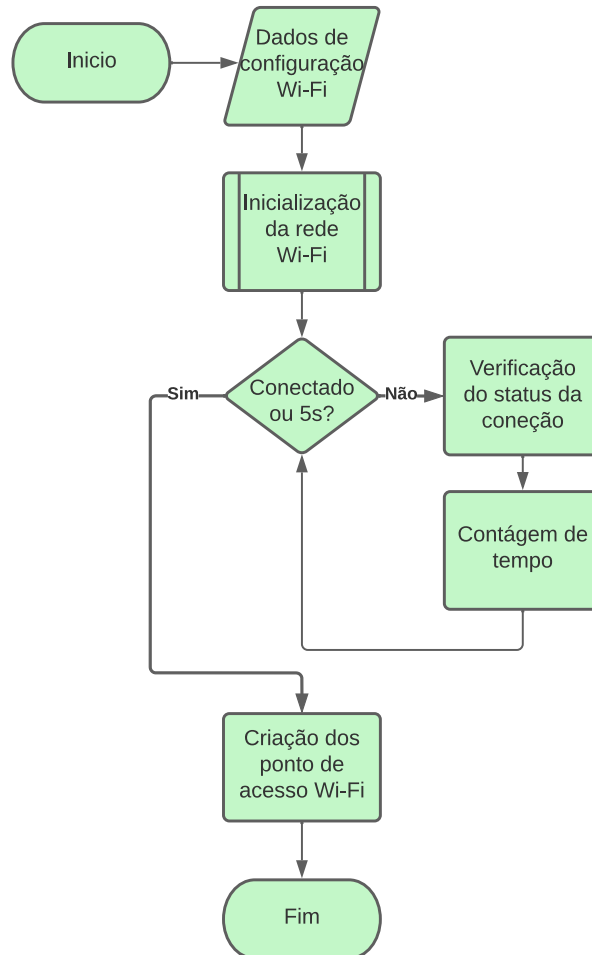 Inicio
Dados de
configuração
Wi-Fi
Inicialização
da rede
Wi-Fi
Conectado
ou 5s?
Sim
Não
Verificação
do status da
coneção
Contágem de
tempo
Criação dos
ponto de
acesso Wi-Fi
Fim